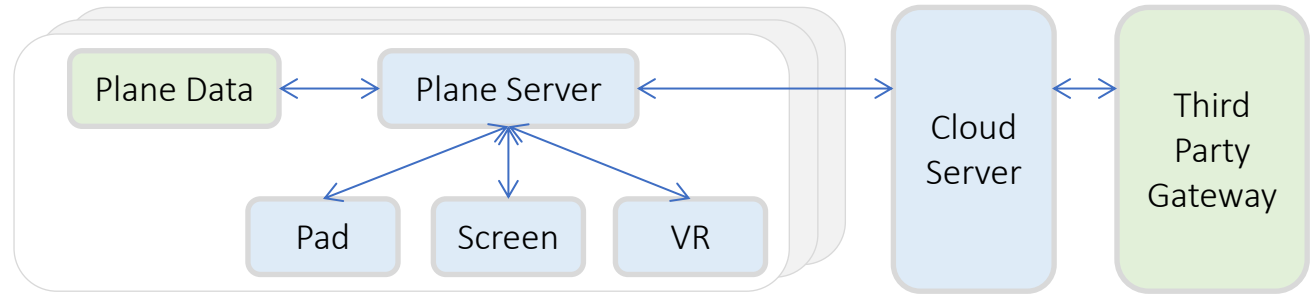 Plane Data
Plane Server
Pad
Screen
VR
Cloud
Server
Third
Party
Gateway